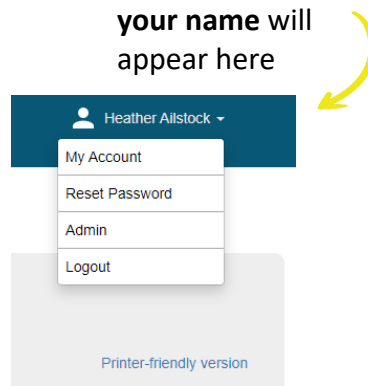 your name will
appear here
Heather Ailstock
My Account
Reset Password
Admin
Logout
Printer-friendly version